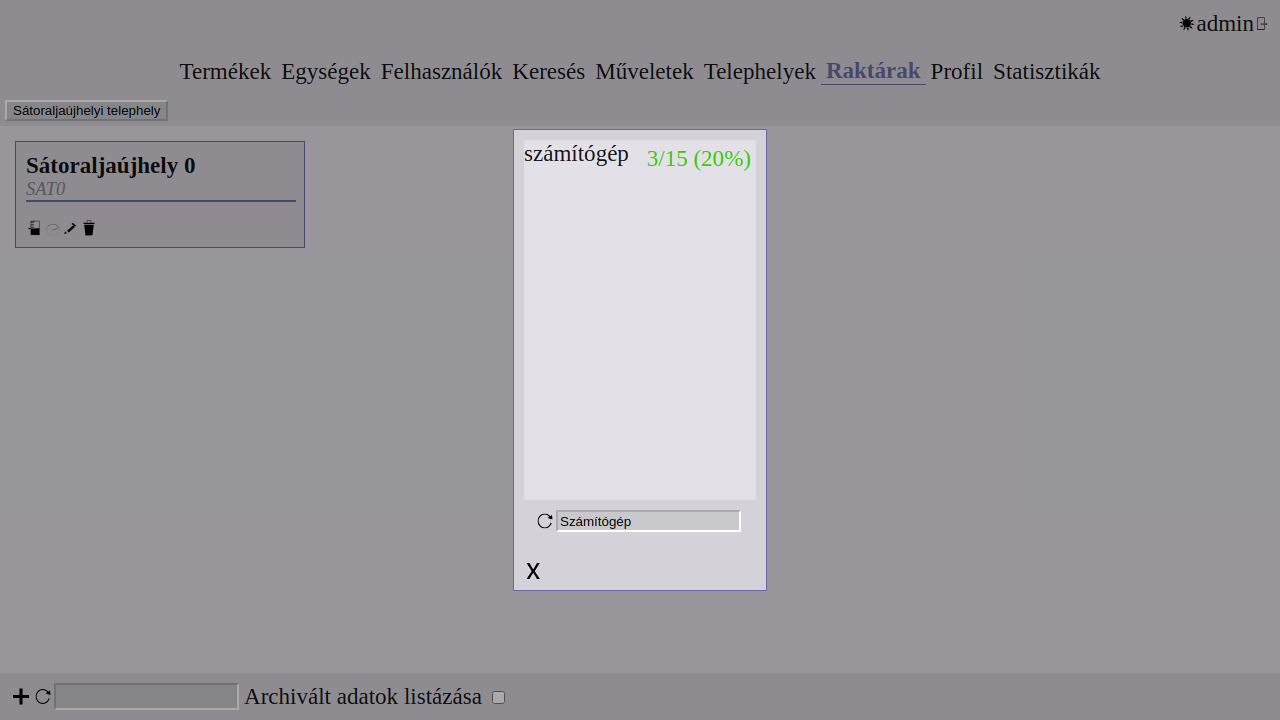 admin
Termékek Egységek Felhasználók Keresés Műveletek Telephelyek Raktárak Profil Statisztikák
Sátoraljaújhelyi telephely
Sátoraljaújhely 0
SAT0
számítógép 3/15 (20%)
Számítógép
X
Archivált adatok listázása